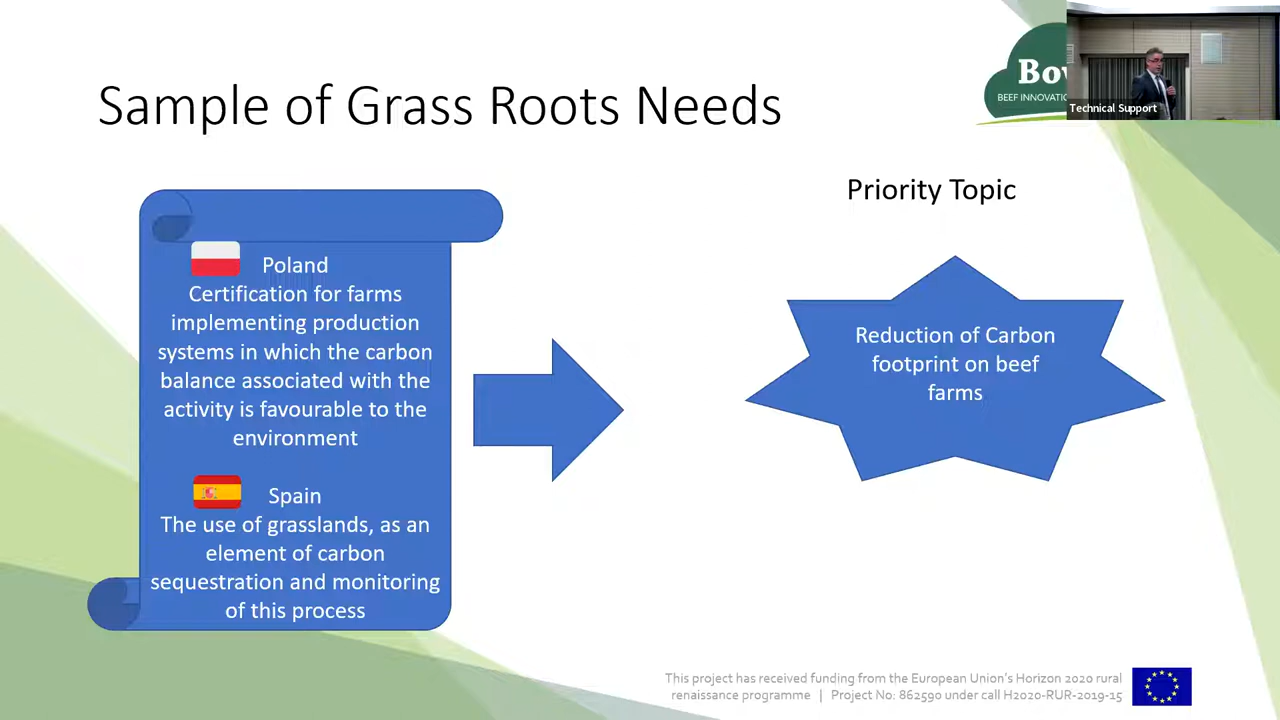 Sample of Grass Roots Needs
BEEF INNOVATIO
Technical Support
Priority Topic
Poland
Certification for farms
implementing production
systems in which the carbon
balance associated with the
activity is favourable to the
environment
Spain
The use of grasslands, as an
element of carbon
sequestration and monitoring
of this process
Reduction of Carbon
footprint on beef
farms
This project has received funding from the European Union's Horizon 2020 rural
renaissance programme | Project No: 862590 under call H2020-RUR-2019-15